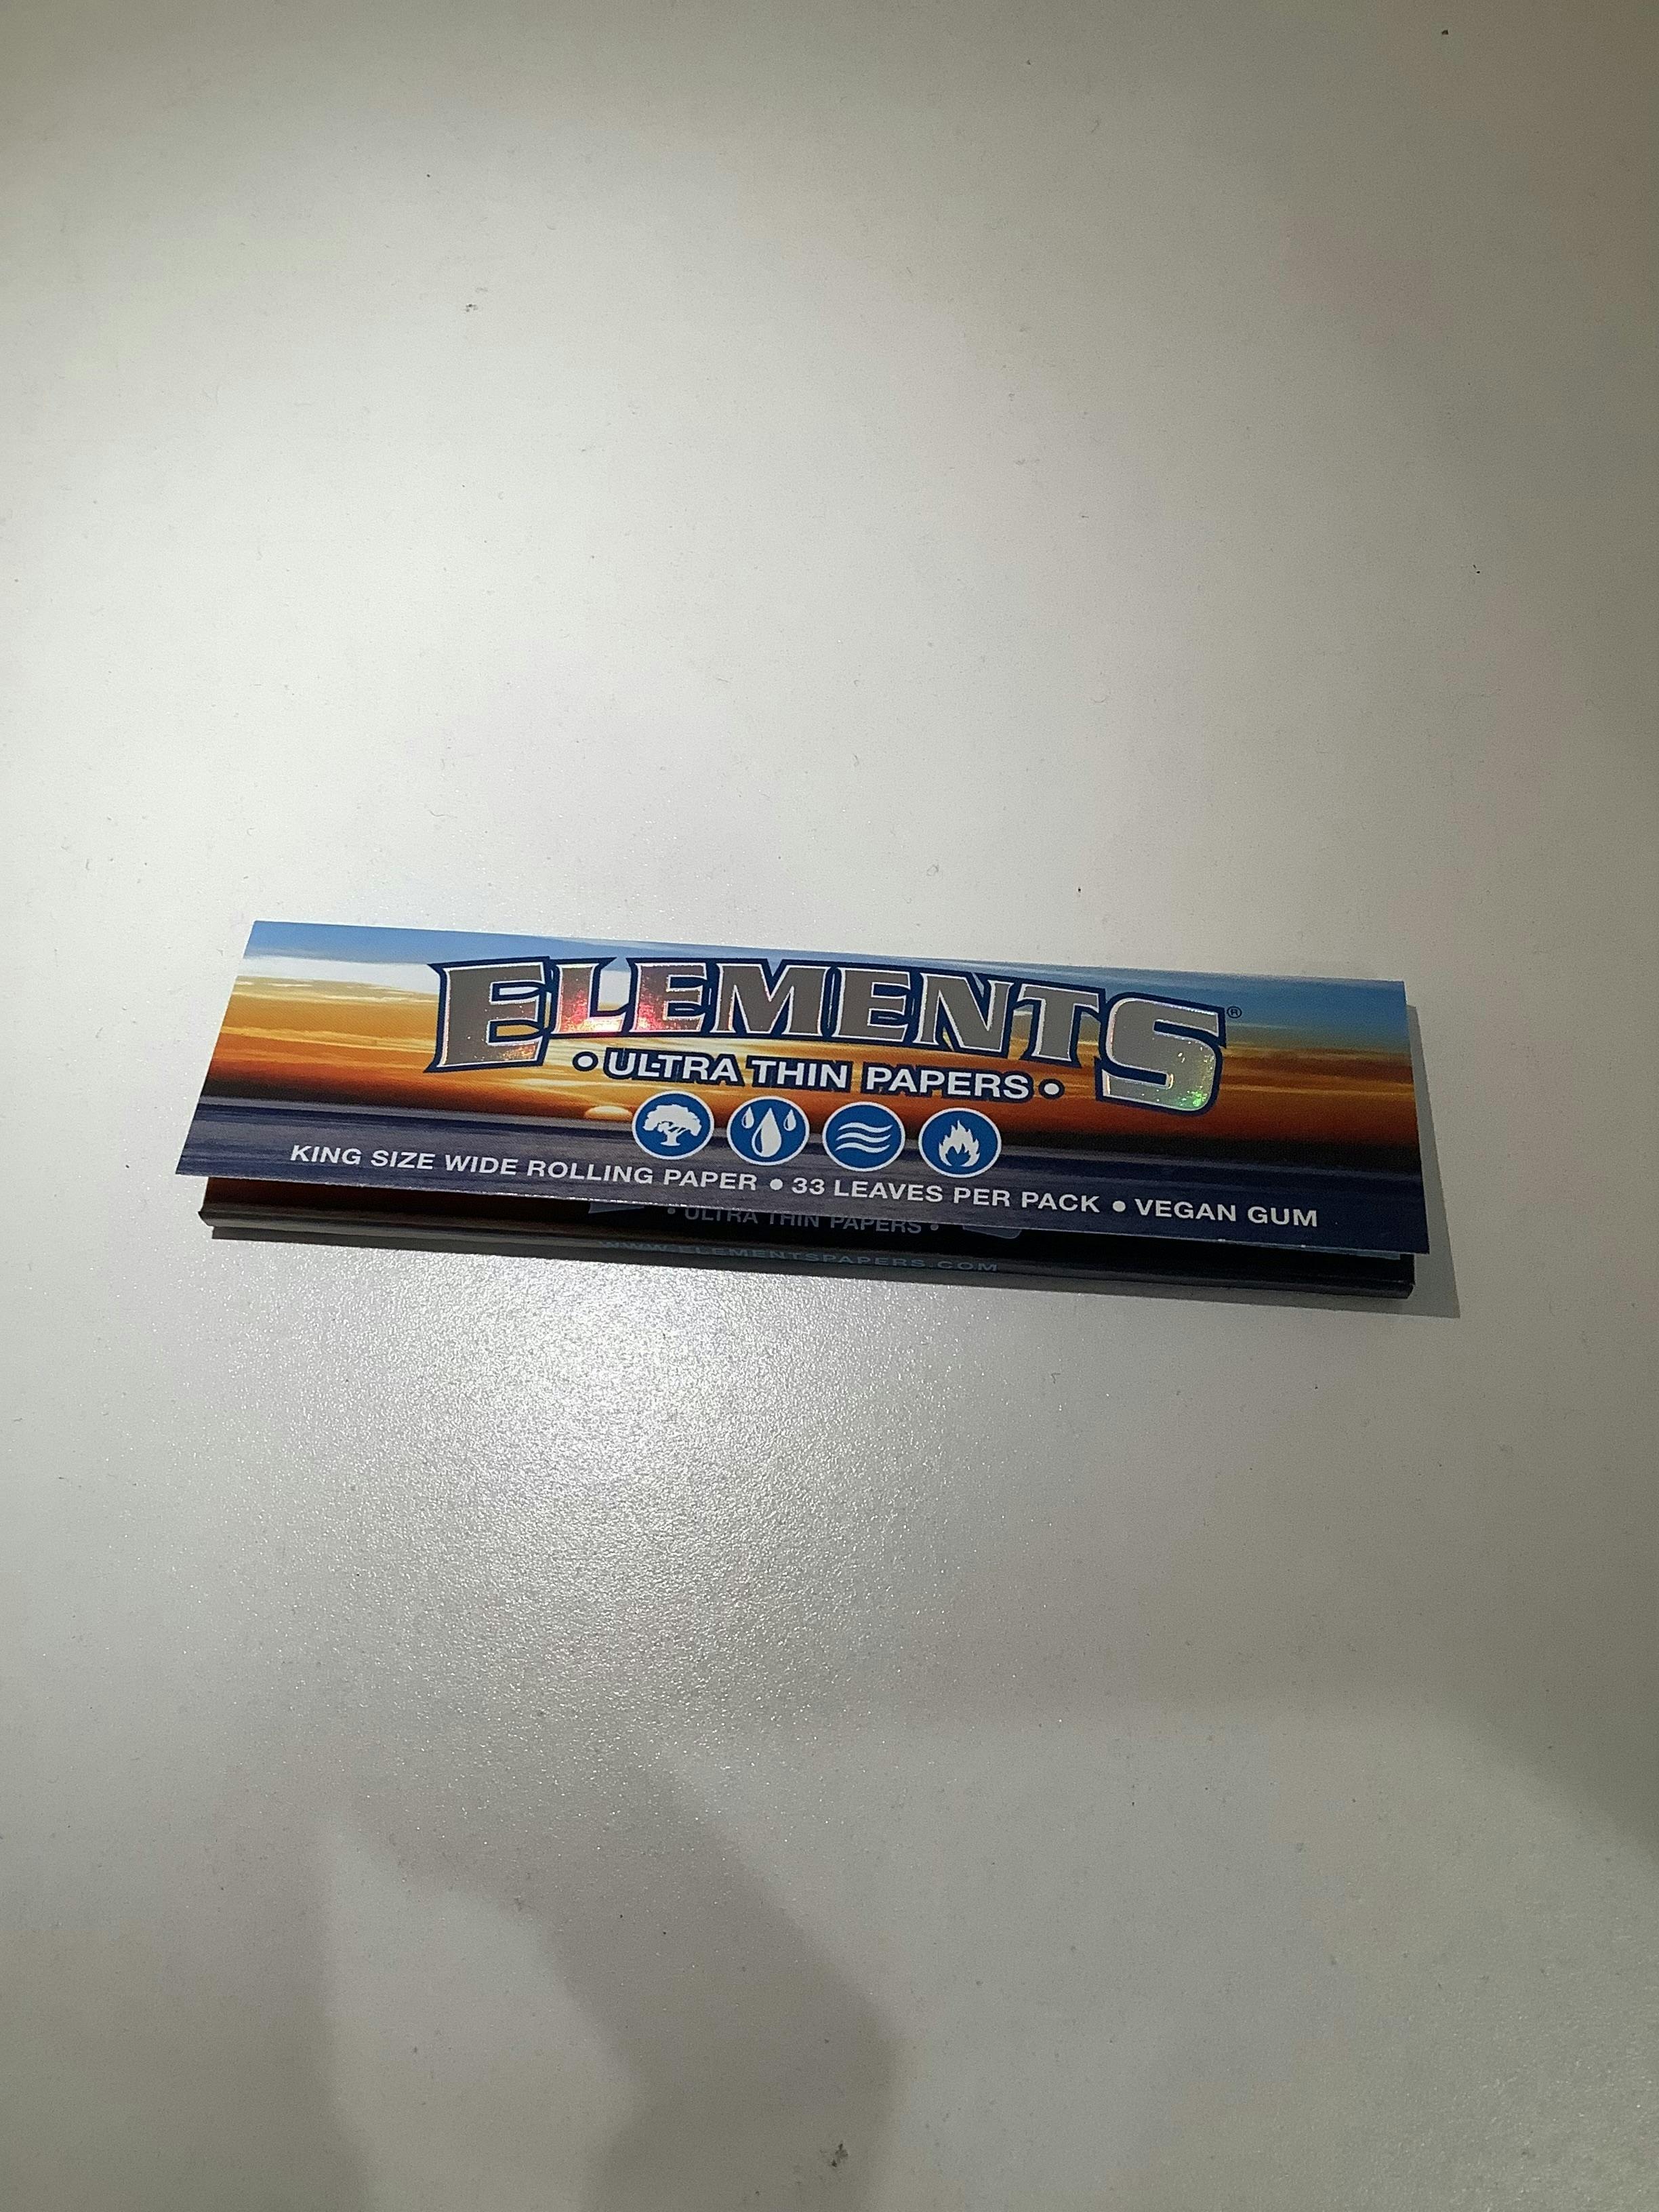 ELEMENTS®
• ULTRA THIN PAPERS •
KING SIZE WIDE ROLLING PAPER • 33 LEAVES PER PACK • VEGAN GUM
• ULTRA THIN PAPERS •
WWW.ELEMENTSPAPERS.COM